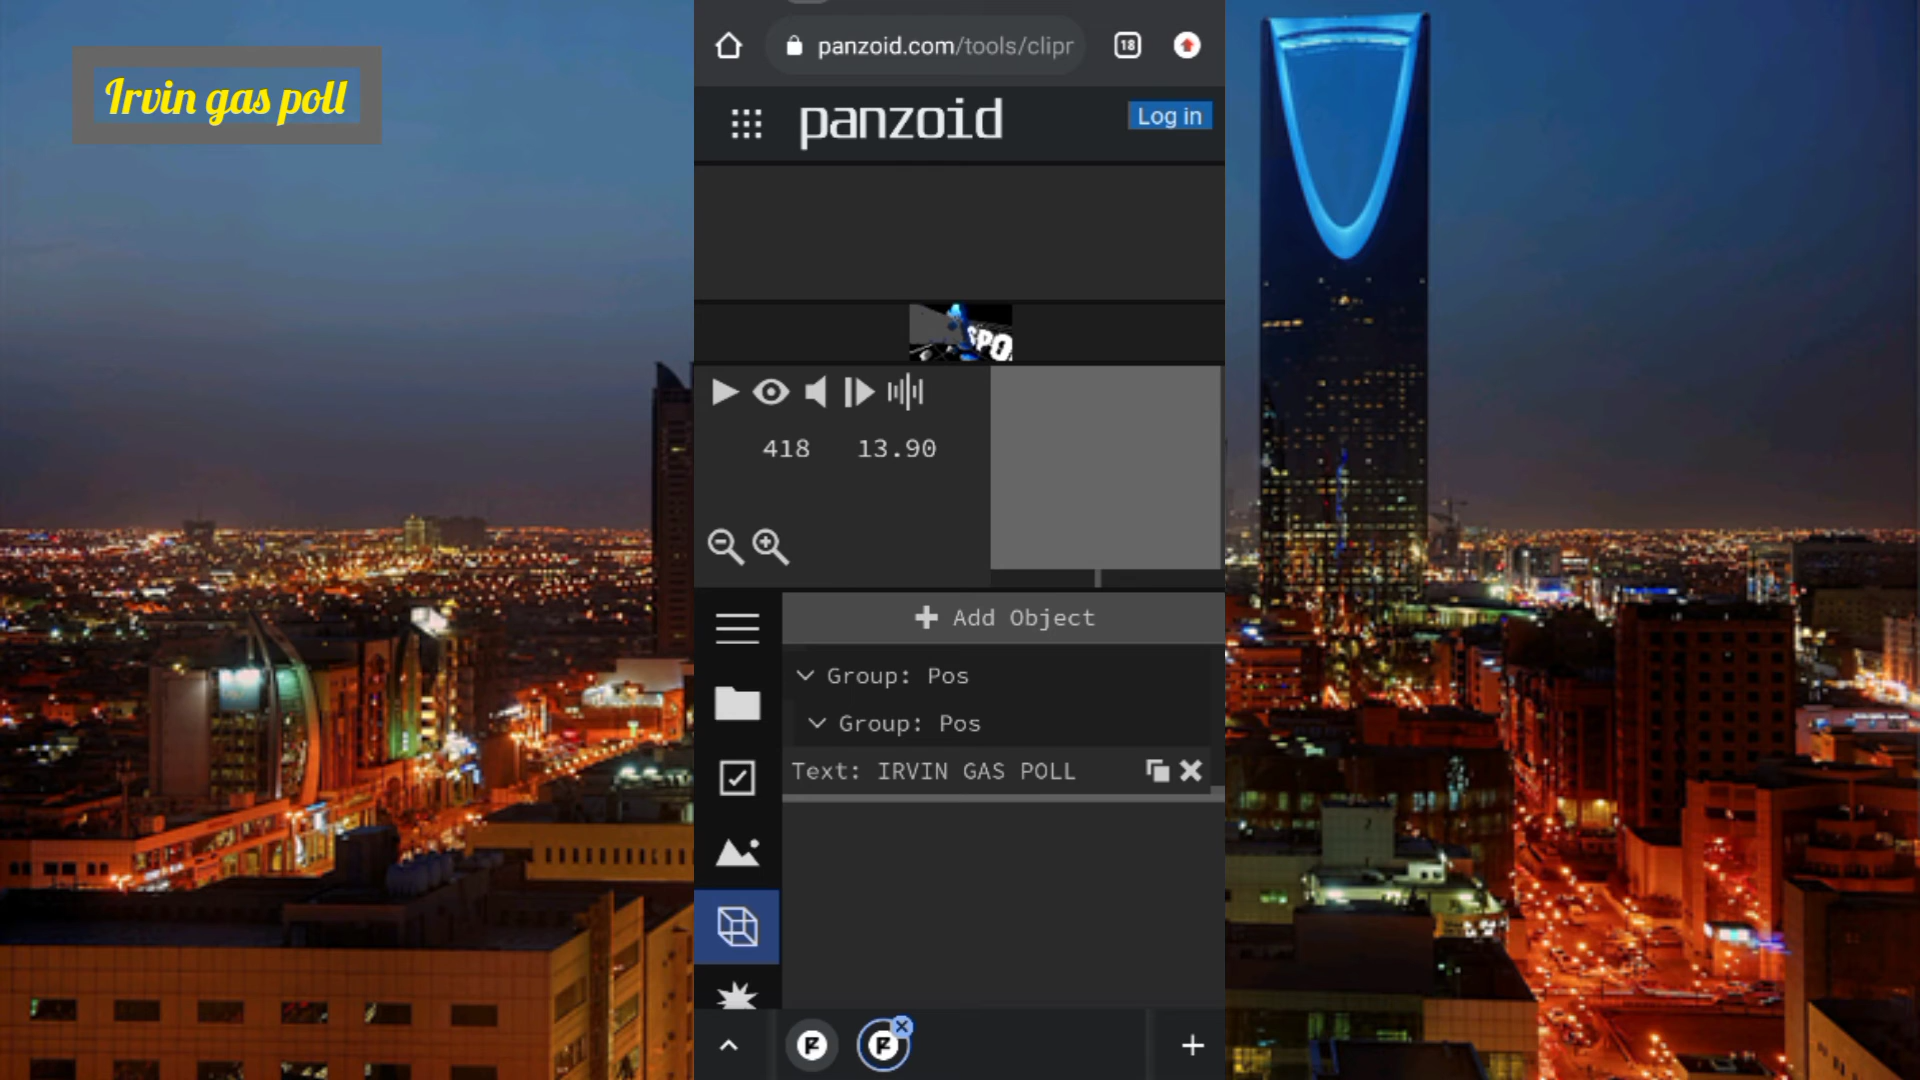 Irvin gas poll
panzoid.com/tools/clipr
18
panzoid
Log in
SPO
418 13.90
Add Object
Group: Pos
Group: Pos
Text: IRVIN GAS POLL